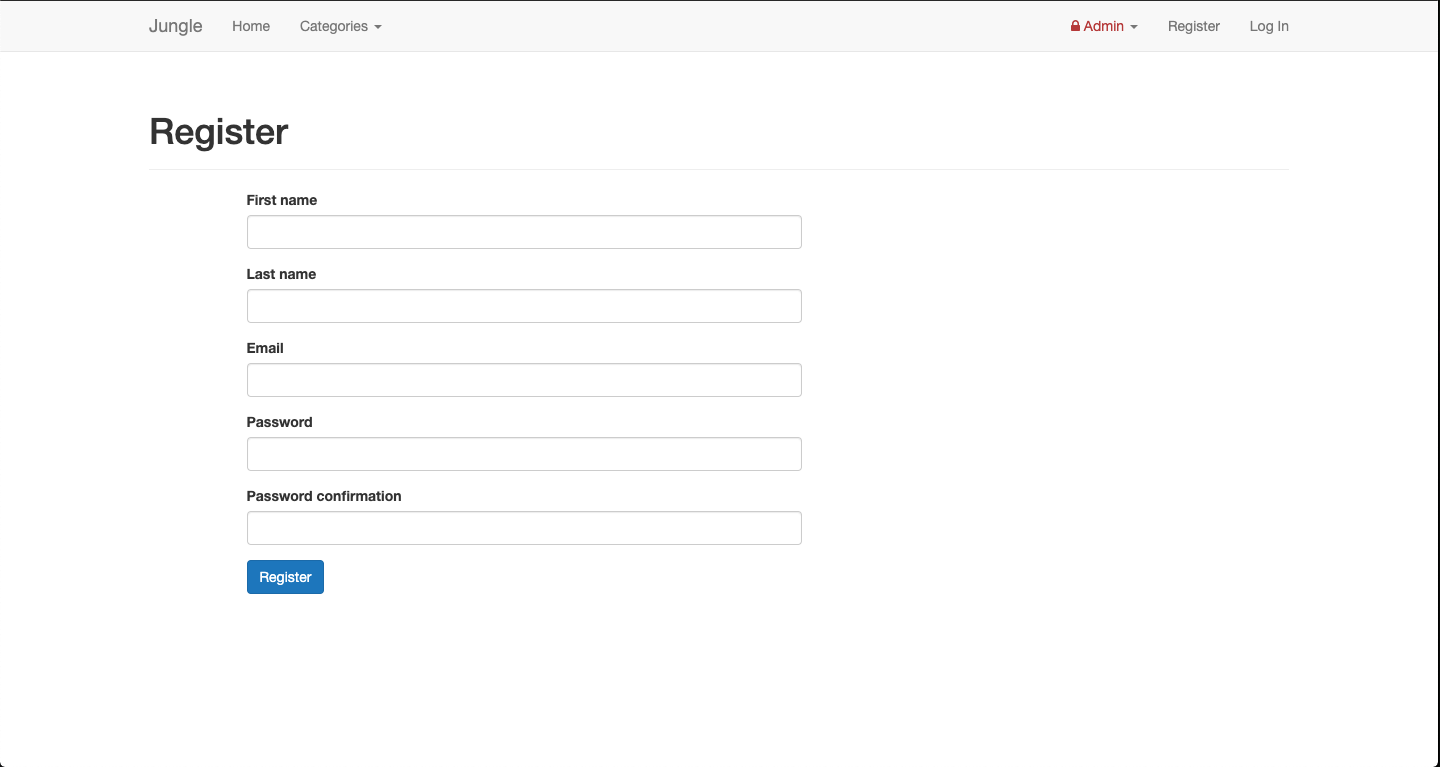 Jungle Home Categories Admin Register Log In
Register
First name
Last name
Email
Password
Password confirmation
Register